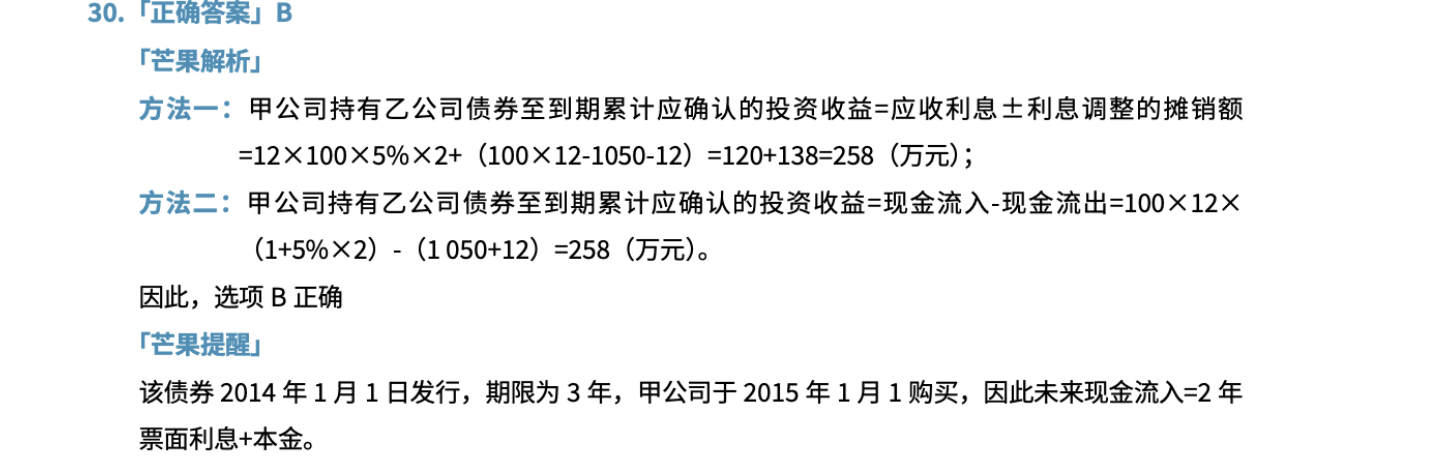 30.「正确答案」B
「芒果解析」
方法一：甲公司持有乙公司债券至到期累计应确认的投资收益=应收利息±利息调整的摊销额
=12×100×5%×2+（100×12-1050-12）=120+138=258（万元）；
方法二：甲公司持有乙公司债券至到期累计应确认的投资收益=现金流入-现金流出=100×12×
（1+5%×2）-（1 050+12）=258（万元）。
因此，选项 B 正确
「芒果提醒」
该债券 2014 年 1 月 1 日发行，期限为 3 年，甲公司于 2015 年 1 月 1 购买，因此未来现金流入=2 年
票面利息+本金。